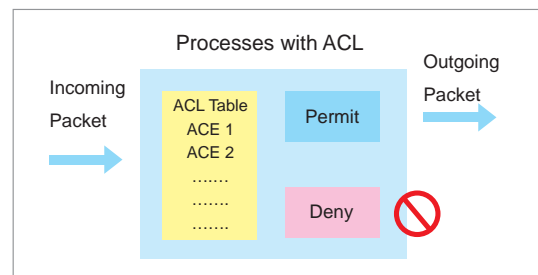 Processes with ACL
Incoming
Packet
ACL Table
ACE 1
ACE 2
…….
…….
…….
Permit
Deny
Outgoing
Packet